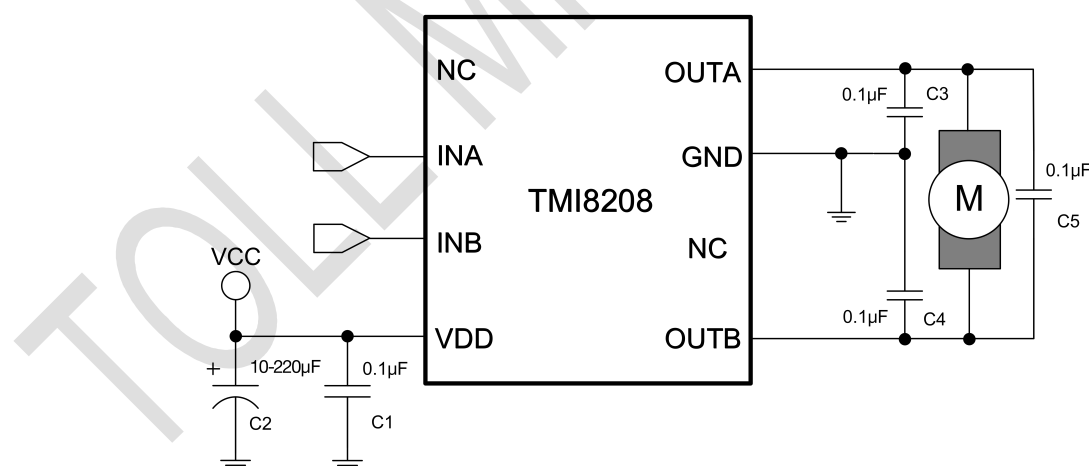 NC
OUTA
0.1µF
C3
INA
GND
0.1µF
TMI8208
M
C5
INB
NC
VCC
0.1µF
C4
VDD
OUTB
+
10-220µF
0.1µF
C2
C1
TOLL M